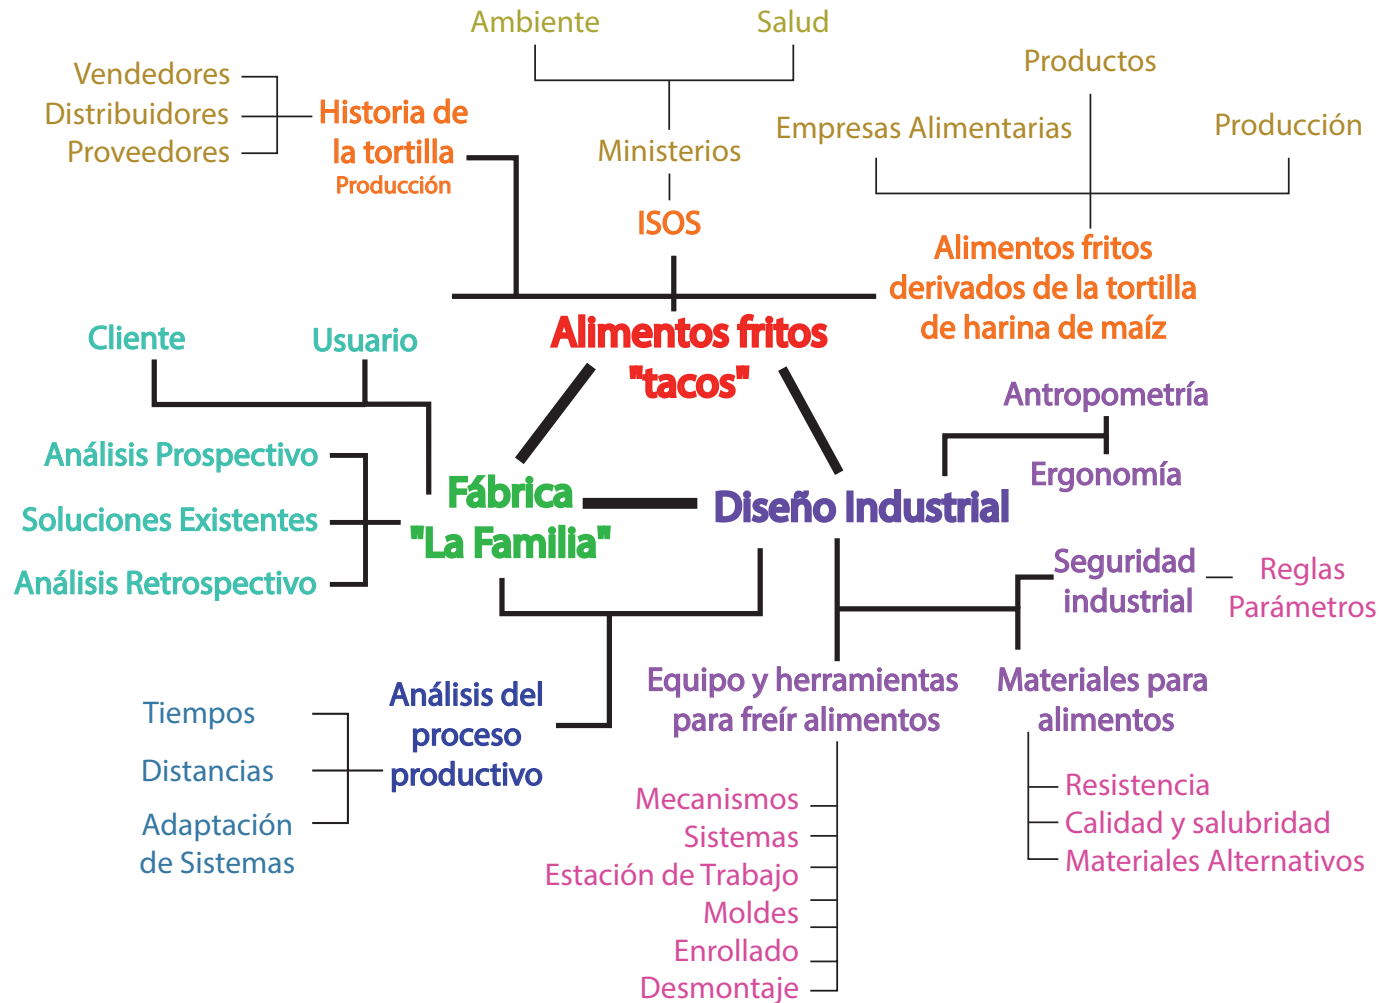 Ambiente
Salud
Vendedores
Distribuidores
Proveedores
Historia de
la tortilla
Producción
Ministerios
ISOS
Productos
Empresas Alimentarias
Producción
Alimentos fritos
derivados de la tortilla
de harina de maíz
Alimentos fritos
"tacos"
Cliente
Usuario
Análisis Prospectivo
Soluciones Existentes
Análisis Retrospectivo
Fábrica
"La Familia"
Diseño Industrial
Antropometría
Ergonomía
Seguridad
industrial
Reglas
Parámetros
Análisis del
proceso
productivo
Tiempos
Distancias
Adaptación
de Sistemas
Equipo y herramientas
para freír alimentos
Mecanismos
Sistemas
Estación de Trabajo
Moldes
Enrollado
Desmontaje
Materiales para
alimentos
Resistencia
Calidad y salubridad
Materiales Alternativos